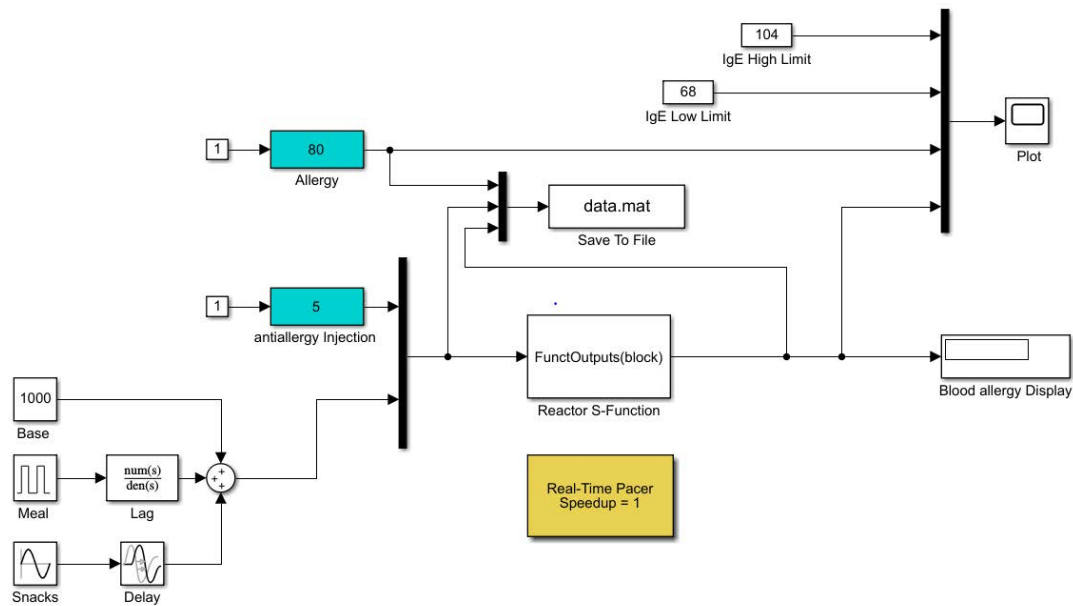 104
IgE High Limit
68
IgE Low Limit
Plot
1
80
Allergy
data.mat
Save To File
1
5
antiallergy Injection
FunctOutputs(block)
Reactor S-Function
Blood allergy Display
1000
Base
Meal
num(s)
den(s)
Lag
+
+
+
Real-Time Pacer
Speedup = 1
Snacks
Delay